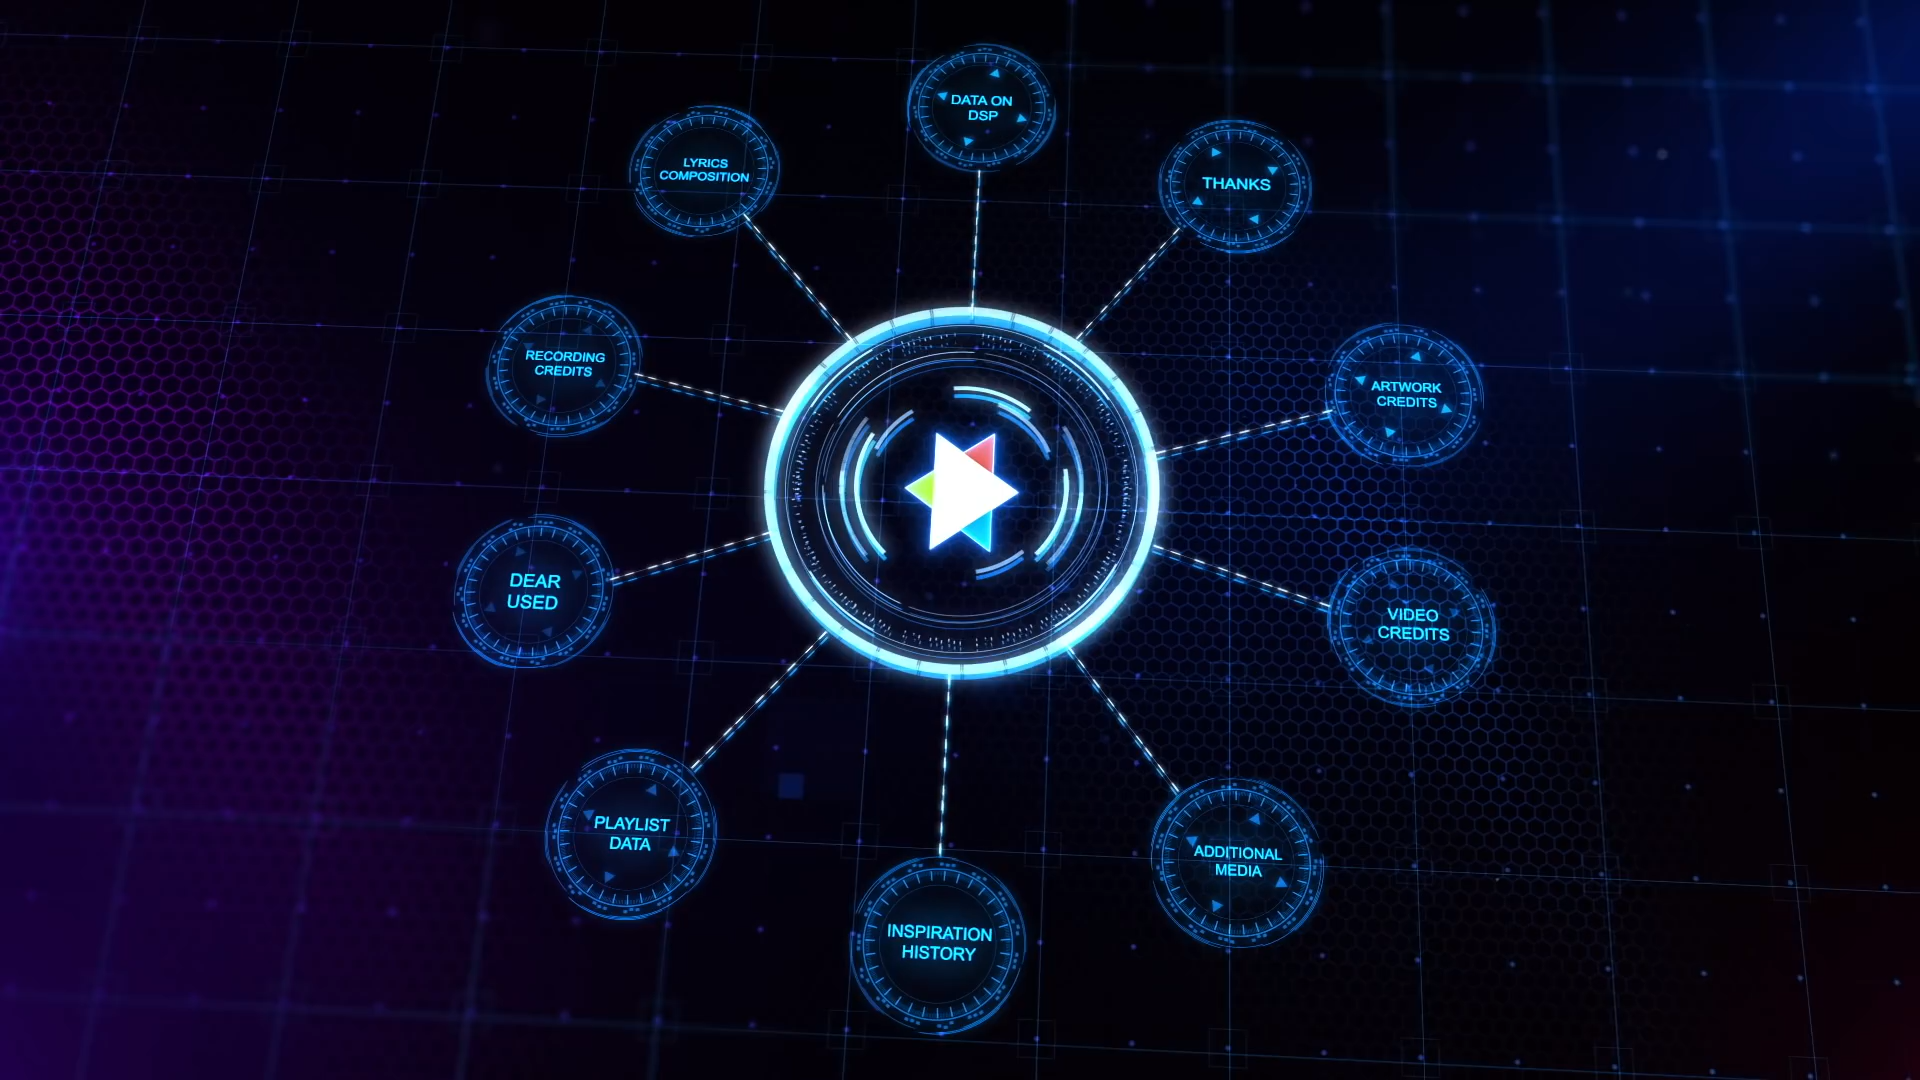 DATA ON
DSP
LYRICS
COMPOSITION
THANKS
RECORDING
CREDITS
ARTWORK
CREDITS
DEAR
USED
VIDEO
CREDITS
PLAYLIST
DATA
ADDITIONAL
MEDIA
INSPIRATION
HISTORY